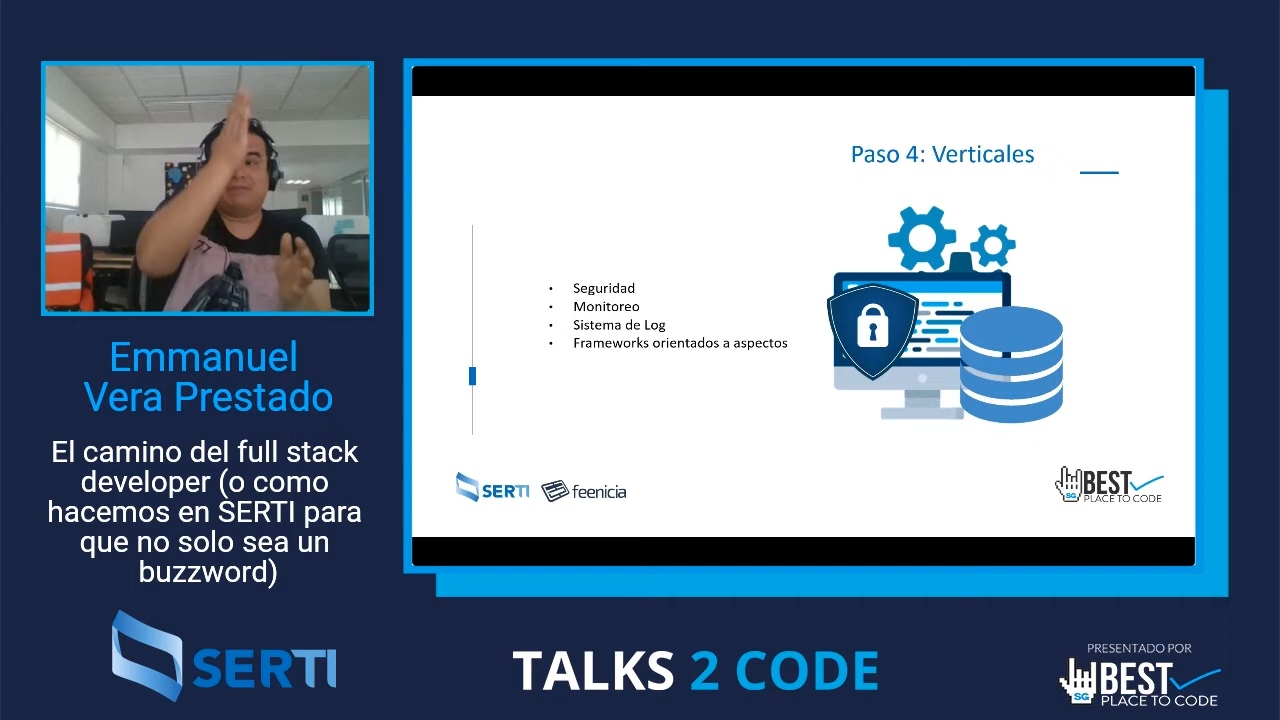 Emmanuel
Vera Prestado
El camino del full stack
developer (o como
hacemos en SERTI para
que no solo sea un
buzzword)
SERTI
Paso 4: Verticales
• Seguridad
• Monitoreo
• Sistema de Log
• Frameworks orientados a aspectos
SERTI feenicia
SG BEST
PLACE TO CODE
TALKS 2 CODE
PRESENTADO POR
SG BEST
PLACE TO CODE